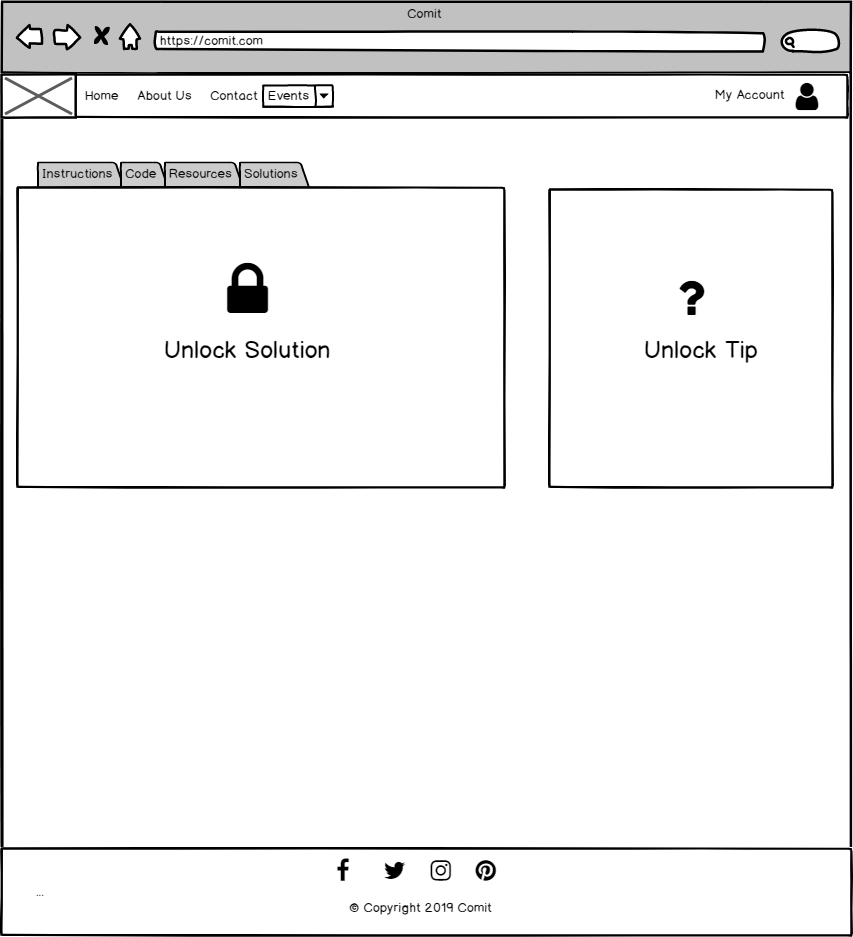 Comit
https://comit.com
Home About Us Contact Events My Account
Instructions Code Resources Solutions
Unlock Solution
?
Unlock Tip
...
© Copyright 2019 Comit